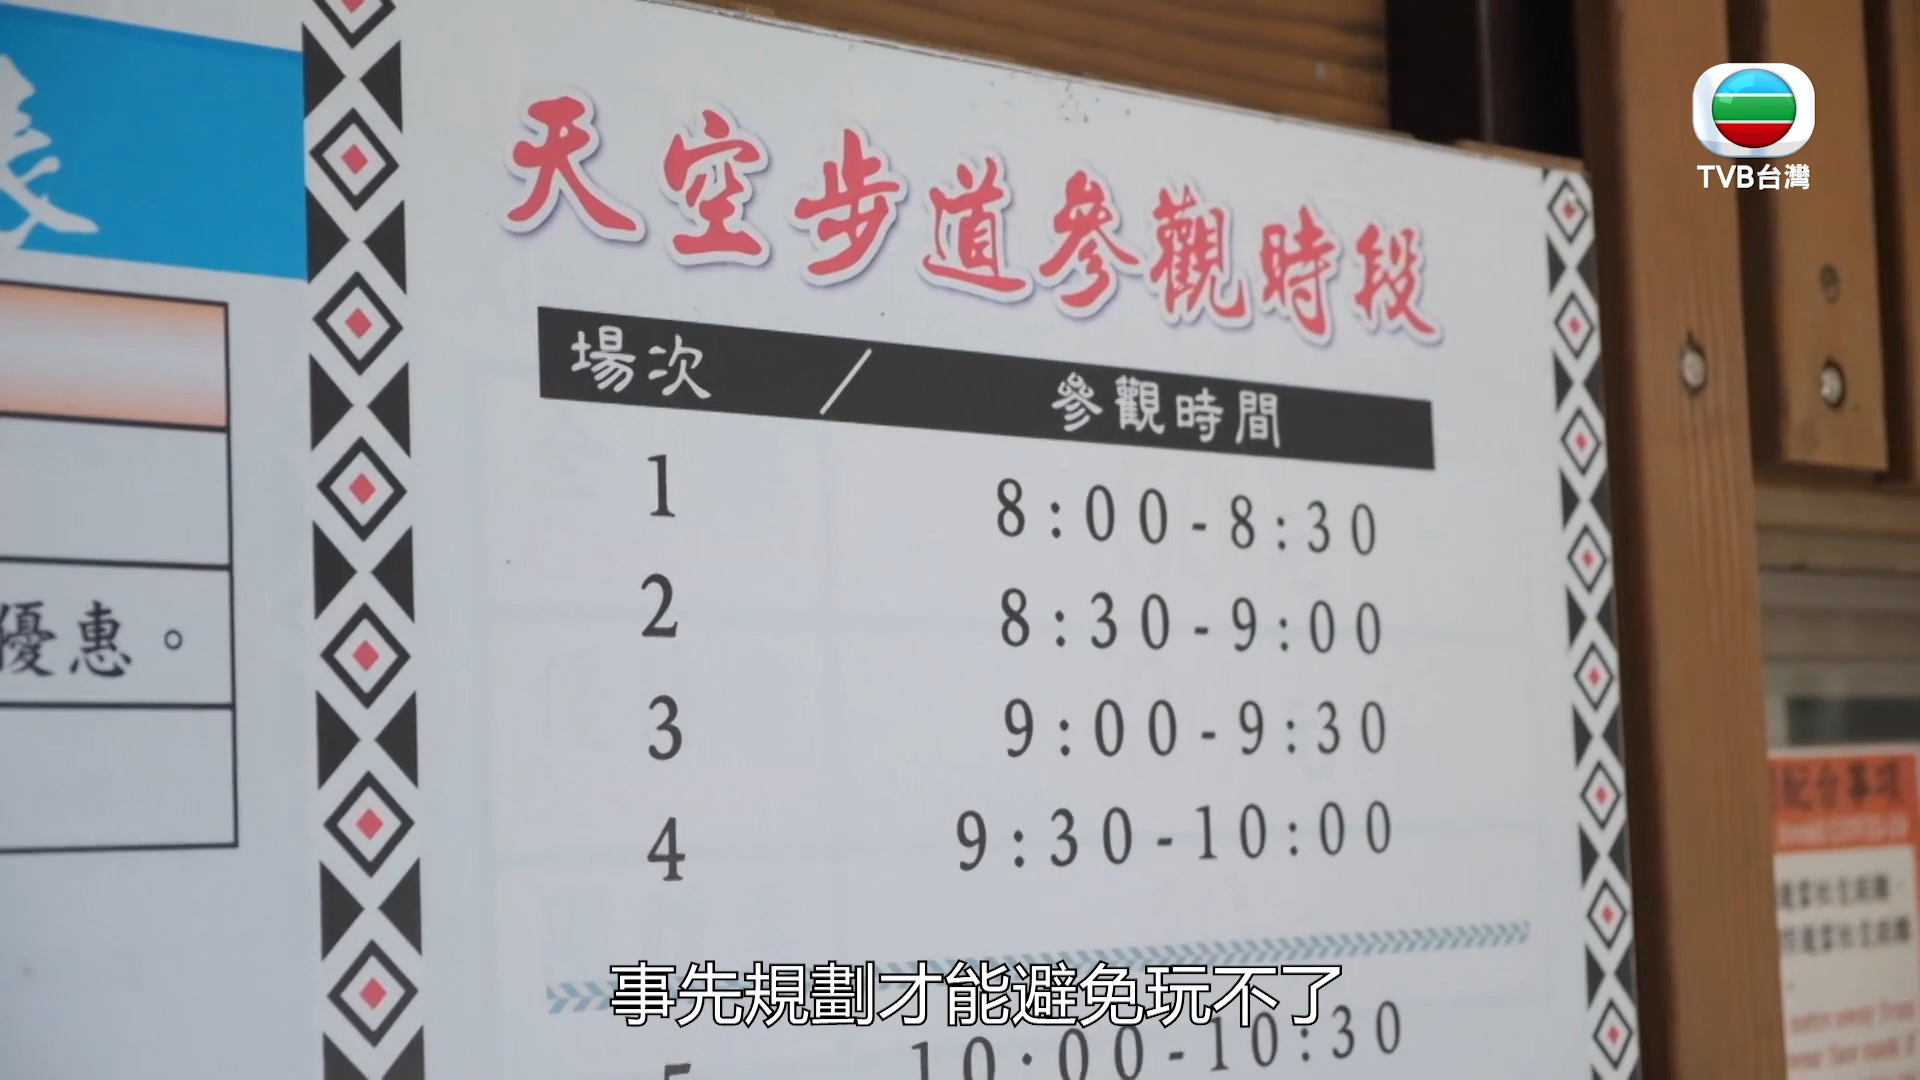 TVB台灣
天空步道參觀時段
場次 / 參觀時間
1 8:00-8:30
2 8:30-9:00
3 9:00-9:30
4 9:30-10:00
10:00-10:30
優惠。
事先規劃才能避免玩不了